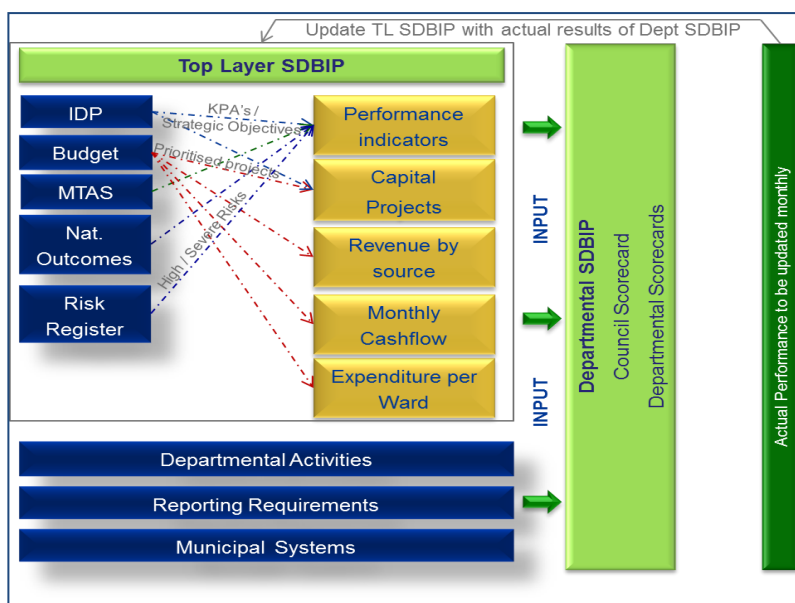 Update TL SDBIP with actual results of Dept SDBIP
Top Layer SDBIP
IDP
Budget
MTAS
Nat.
Outcomes
Risk
Register
KPA's /
Strategic Objectives
Prioritised projects
High / Severe Risks
Performance
indicators
Capital
Projects
Revenue by
source
Monthly
Cashflow
Expenditure per
Ward
INPUT
INPUT
Departmental SDBIP
Council Scorecard
Departmental Scorecards
Actual Performance to be updated monthly
Departmental Activities
Reporting Requirements
Municipal Systems